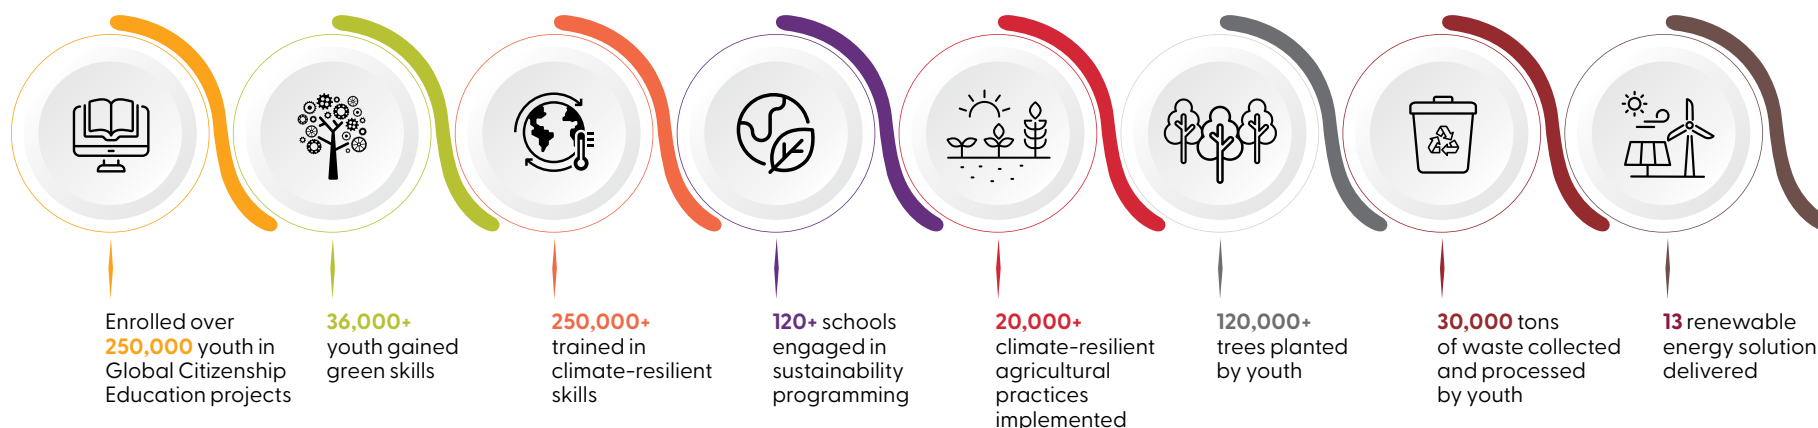 Enrolled over
250,000 youth in
Global Citizenship
Education projects
36,000+
youth gained
green skills
250,000+
trained in
climate-resilient
skills
120+ schools
engaged in
sustainability
programming
20,000+
climate-resilient
agricultural
practices
implemented
120,000+
trees planted
by youth
30,000 tons
of waste collected
and processed
by youth
13 renewable
energy solution
delivered